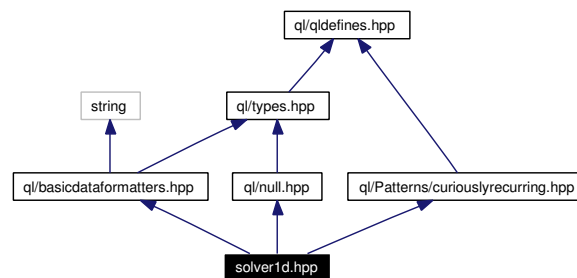 ql/qldefines.hpp
string
ql/types.hpp
ql/basicdataformatters.hpp
ql/null.hpp
ql/Patterns/curiouslyrecurring.hpp
solver1d.hpp